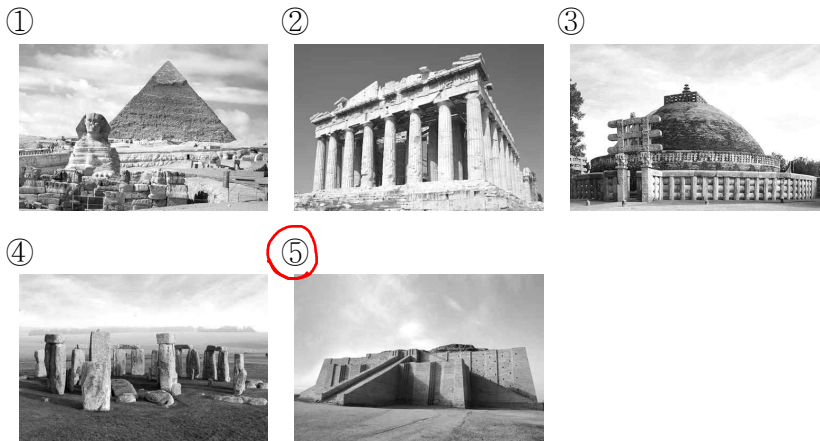 ① ② ③
④ ⑤